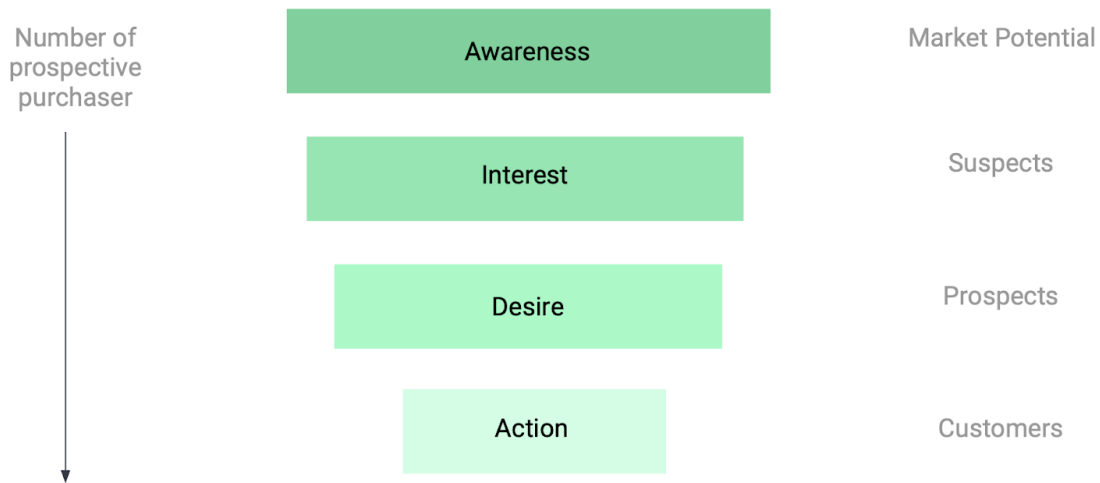 Number of
prospective
purchaser
Awareness
Market Potential
Interest
Suspects
Desire
Prospects
Action
Customers